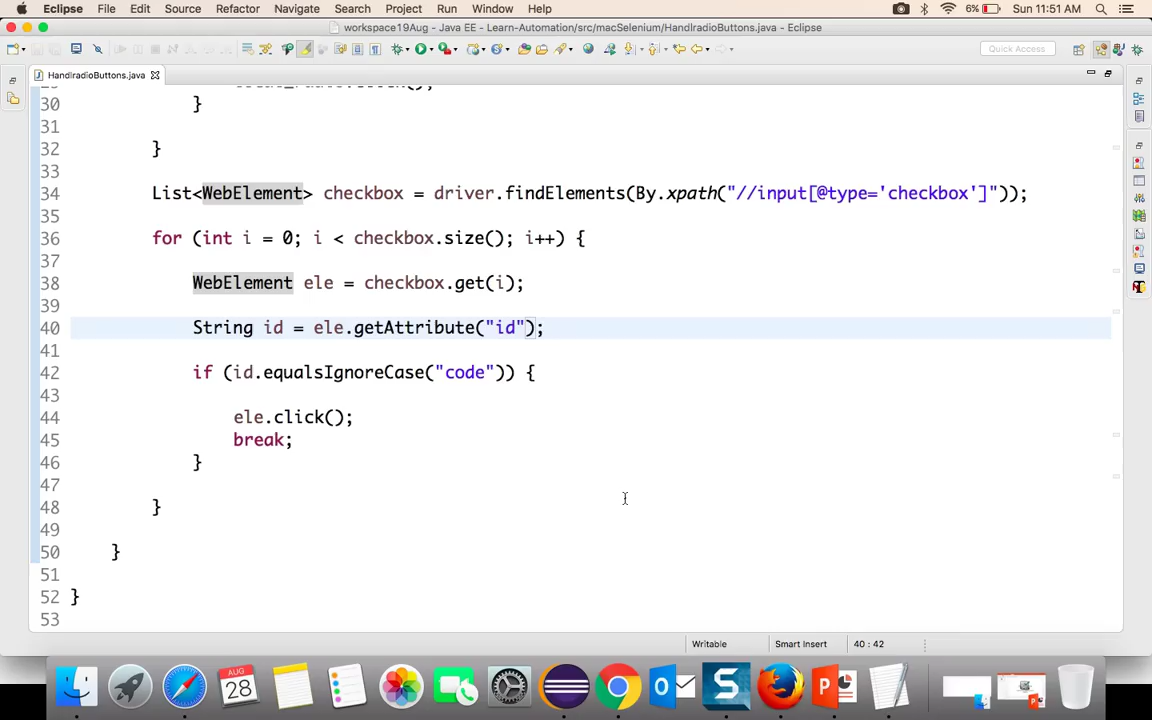 Eclipse File Edit Source Refactor Navigate Search Project Run Window Help 6% Sun 11:51 AM
workspace19Aug - Java EE - Learn-Automation/src/macSelenium/HandlradioButtons.java - Eclipse
Quick Access
HandlradioButtons.java
30 }
31
32 }
33
34 List<WebElement> checkbox = driver.findElements(By.xpath("//input[@type='checkbox']"));
35
36 for (int i = 0; i < checkbox.size(); i++) {
37
38 WebElement ele = checkbox.get(i);
39
40 String id = ele.getAttribute("id");
41
42 if (id.equalsIgnoreCase("code")) {
43
44 ele.click();
45 break;
46 }
47
48 }
49
50 }
51
52 }
53
Writable Smart Insert 40 : 42
AUG
28